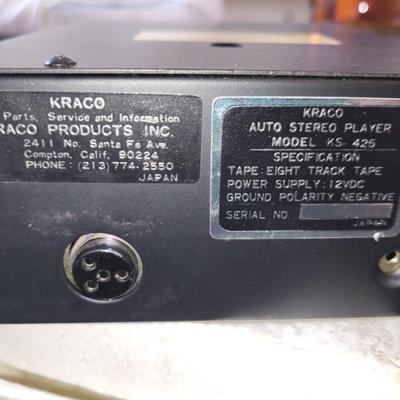 KRACO
Parts, Service and Information
RACO PRODUCTS INC.
2411 No. Santa Fe Ave.
Compton, Calif. 90224
PHONE: (213) 774-2550
JAPAN
KRACO
AUTO STEREO PLAYER
MODEL KS-425
SPECIFICATION
TAPE: EIGHT TRACK TAPE
POWER SUPPLY: 12VDC
GROUND POLARITY NEGATIVE
SERIAL NO.
JAPAN